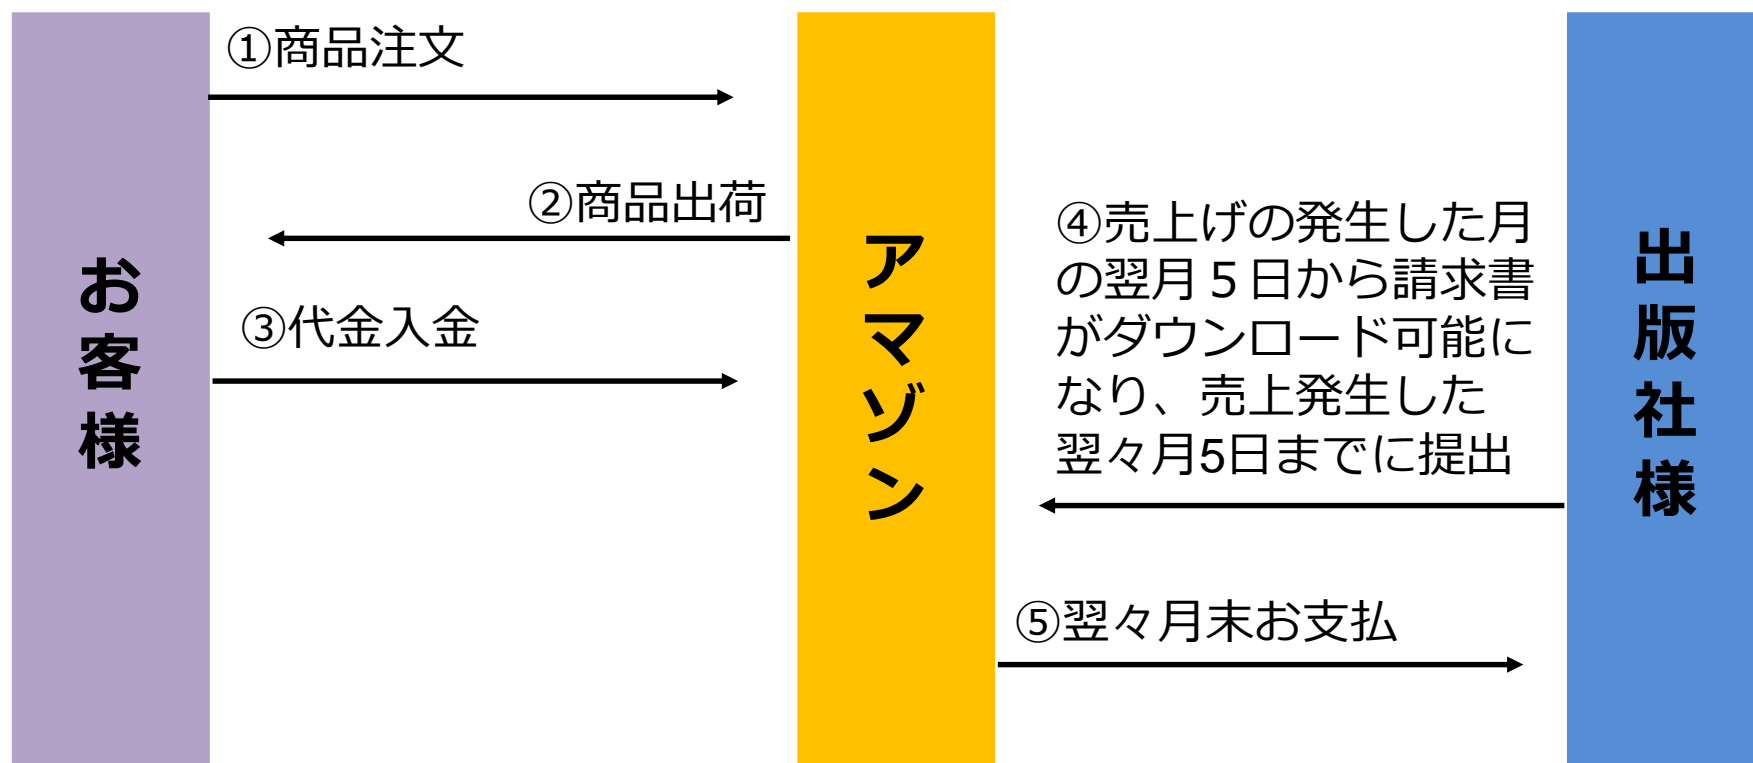 お客様
①商品注文
②商品出荷
③代金入金
アマゾン
④売上げの発生した月
の翌月５日から請求書
がダウンロード可能に
なり、売上発生した
翌々月5日までに提出
⑤翌々月末お支払
出版社様